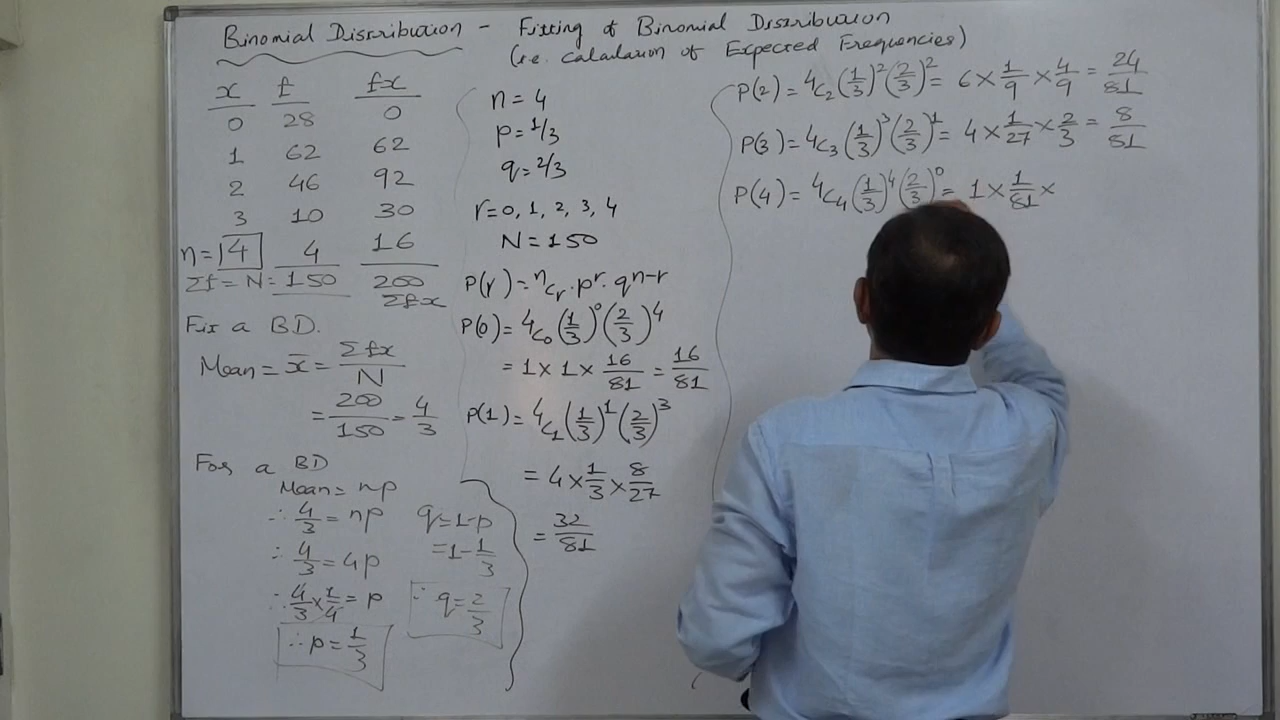 Binomial Distribution - Fitting of Binomial Distribution
(i.e. calculation of Expected Frequencies)
x f fx
0 28 0
1 62 62
2 46 92
3 10 30
n=4 4 16
Σf=N=150 200
Σfx
Fit a BD.
Mean = x̄ = Σfx/N
= 200/150 = 4/3
For a BD
Mean = np
∴ 4/3 = np
∴ 4/3 = 4p
∴ 4/3 × 1/4 = p
∴ p = 1/3
q = 1-p
= 1 - 1/3
∴ q = 2/3
n = 4
p = 1/3
q = 2/3
r = 0, 1, 2, 3, 4
N = 150
P(r) = ⁿCᵣ . pʳ . qⁿ⁻ʳ
P(0) = ⁴C₀ (1/3)⁰ (2/3)⁴
= 1 × 1 × 16/81 = 16/81
P(1) = ⁴C₁ (1/3)¹ (2/3)³
= 4 × 1/3 × 8/27
= 32/81
P(2) = ⁴C₂ (1/3)² (2/3)² = 6 × 1/9 × 4/9 = 24/81
P(3) = ⁴C₃ (1/3)³ (2/3)¹ = 4 × 1/27 × 2/3 = 8/81
P(4) = ⁴C₄ (1/3)⁴ (2/3)⁰ = 1 × 1/81 ×